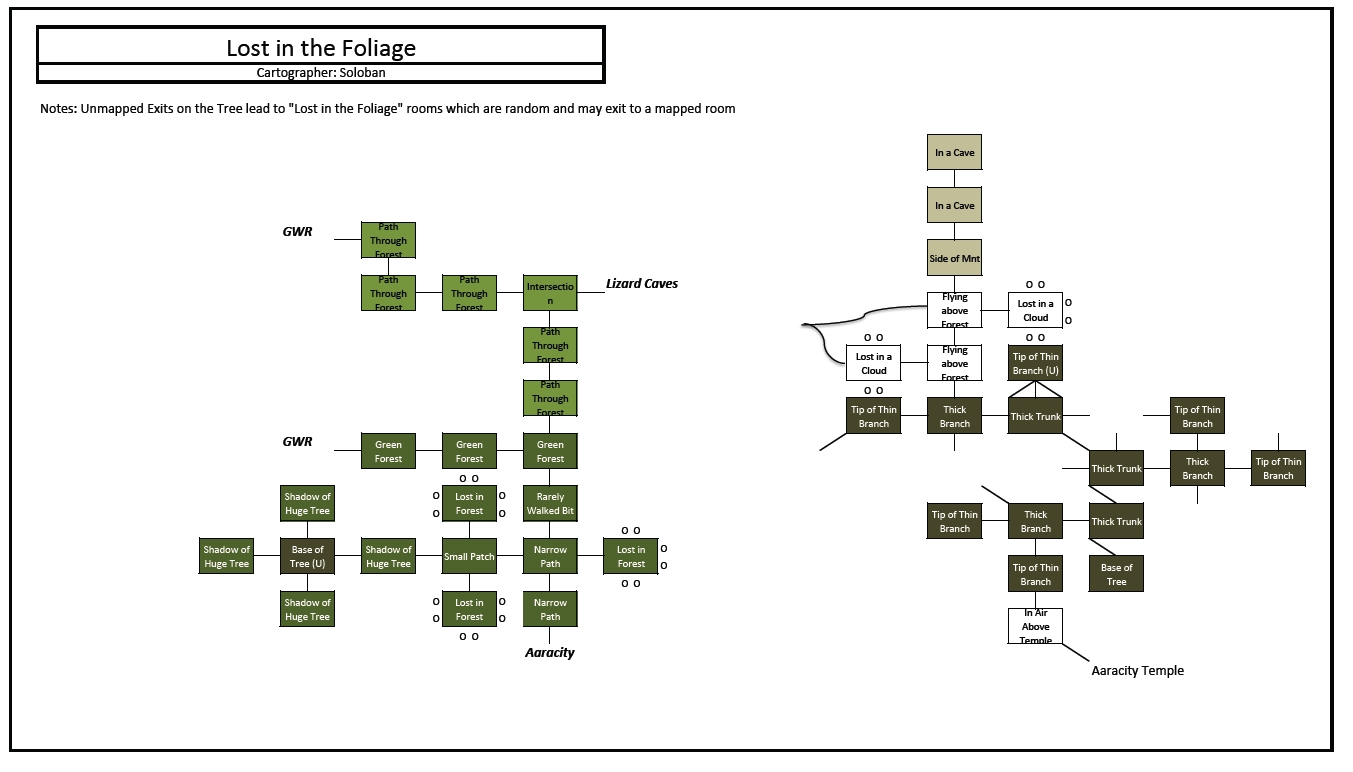 Lost in the Foliage
Cartographer: Soloban
Notes: Unmapped Exits on the Tree lead to "Lost in the Foliage" rooms which are random and may exit to a mapped room
In a Cave
In a Cave
Side of Mnt
GWR
Path
Through
Forest
Path
Through
Forest
Path
Through
Forest
Intersectio
n
Lizard Caves
Path
Through
Forest
Path
Through
Forest
GWR
Green
Forest
Green
Forest
Green
Forest
o o
Shadow of
Huge Tree
o
o
Lost in
Forest
o
o
Rarely
Walked Bit
Shadow of
Huge Tree
Base of
Tree (U)
Shadow of
Huge Tree
Small Patch
Narrow
Path
o o
Lost in
Forest
o
o
o o
Shadow of
Huge Tree
o
o
Lost in
Forest
o
o
o o
Narrow
Path
Aaracity
Flying
above
Forest
o o
Lost in a
Cloud
o
o
o o
o o
Lost in a
Cloud
o o
Flying
above
Forest
Tip of Thin
Branch (U)
Tip of Thin
Branch
Thick
Branch
Thick Trunk
Tip of Thin
Branch
Thick Trunk
Thick
Branch
Tip of Thin
Branch
Tip of Thin
Branch
Thick
Branch
Thick Trunk
Tip of Thin
Branch
Base of
Tree
In Air
Above
Temple
Aaracity Temple